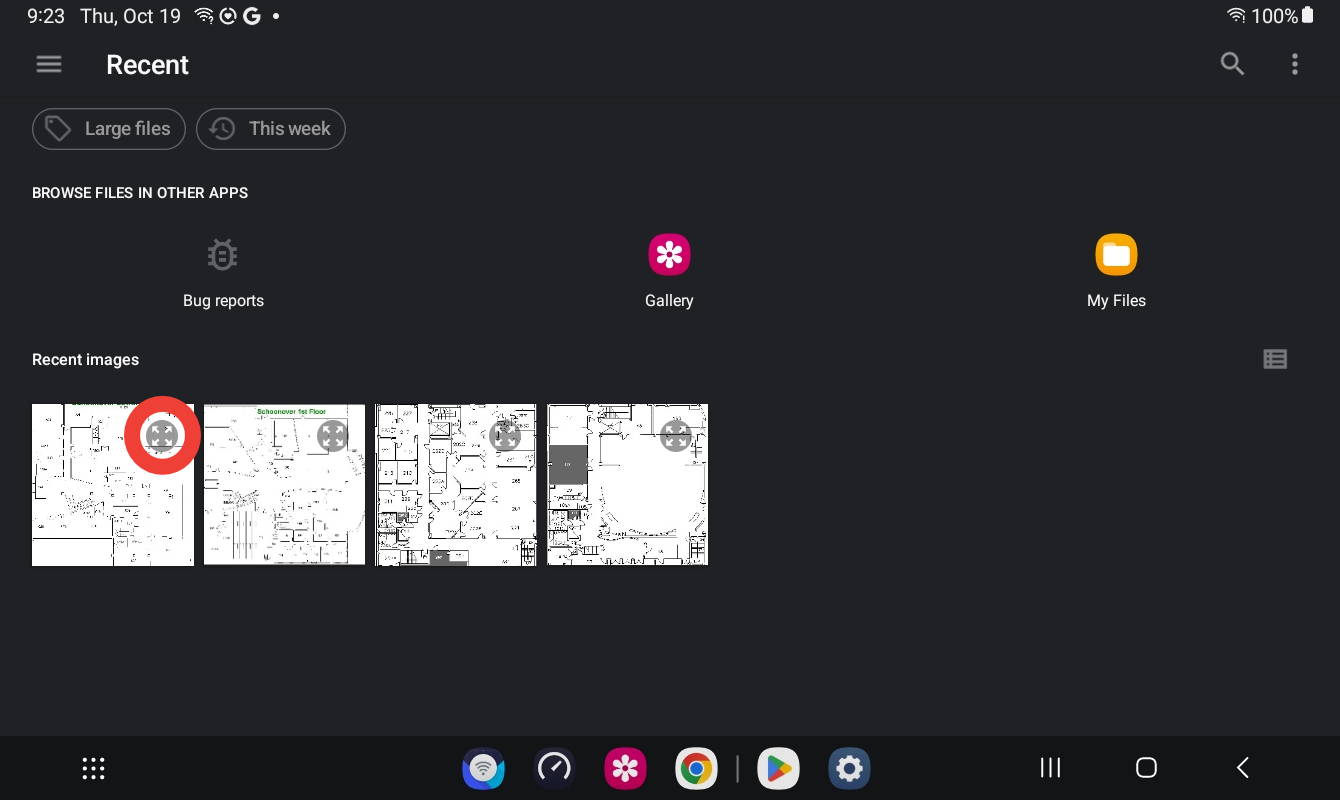 9:23 Thu, Oct 19
100%
Recent
Large files
This week
BROWSE FILES IN OTHER APPS
Bug reports
Gallery
My Files
Recent images
Schoonover 1st Floor